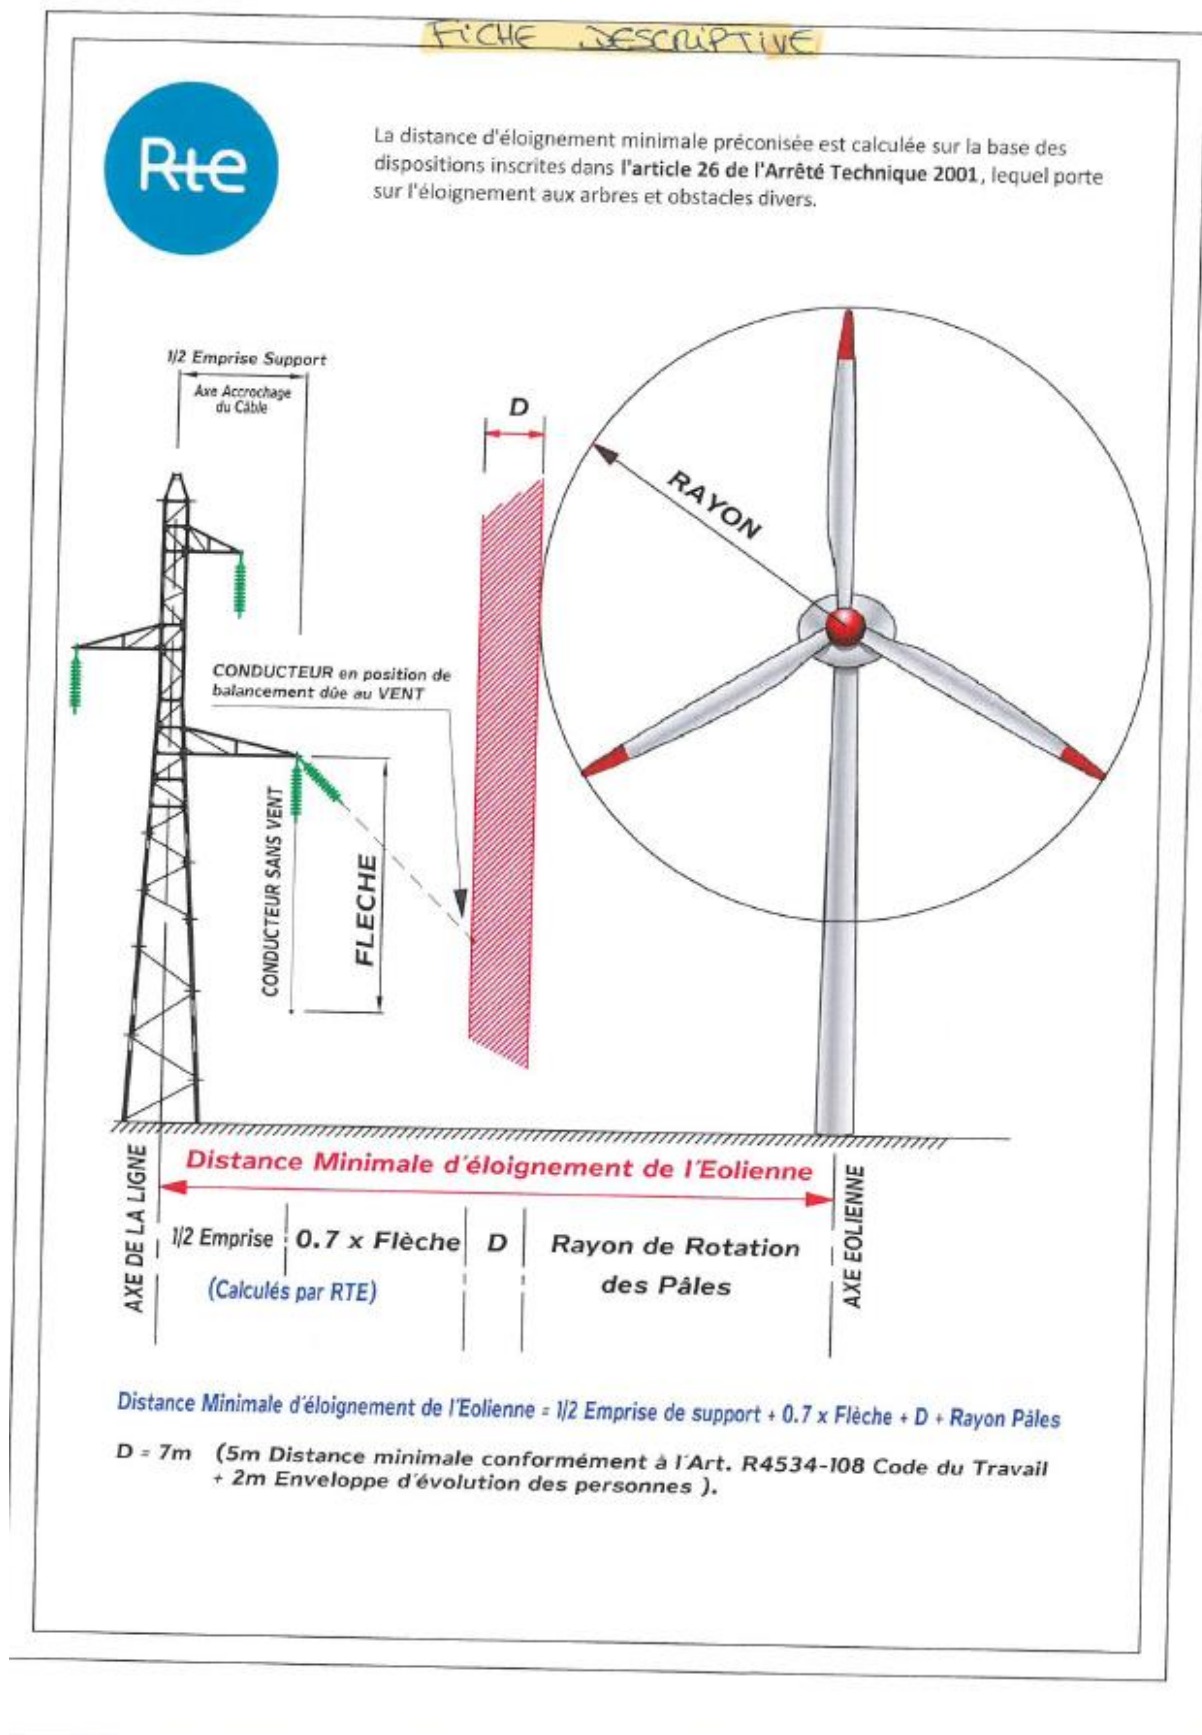 FICHE DESCRIPTIVE
Rte
La distance d'éloignement minimale préconisée est calculée sur la base des
dispositions inscrites dans l'article 26 de l'Arrêté Technique 2001, lequel porte
sur l'éloignement aux arbres et obstacles divers.
1/2 Emprise Support
Axe Accrochage
du Câble
D
RAYON
CONDUCTEUR en position de
balancement dûe au VENT
CONDUCTEUR SANS VENT
FLECHE
Distance Minimale d'éloignement de l'Eolienne
AXE DE LA LIGNE
1/2 Emprise
0.7 x Flèche
D
Rayon de Rotation
des Pâles
(Calculés par RTE)
AXE EOLIENNE
Distance Minimale d'éloignement de l'Eolienne = 1/2 Emprise de support + 0.7 x Flèche + D + Rayon Pâles
D = 7m (5m Distance minimale conformément à l'Art. R4534-108 Code du Travail
+ 2m Enveloppe d'évolution des personnes ).